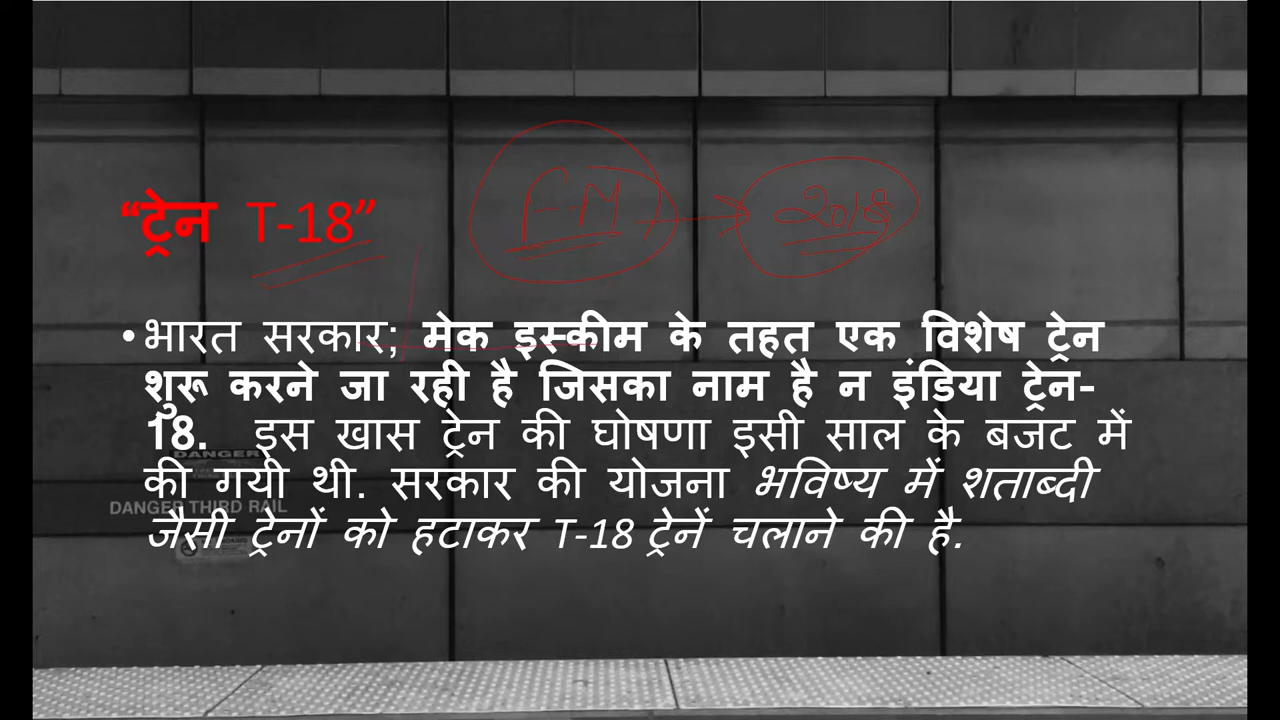 “ट्रेन T-18”
F-M
2018
•भारत सरकार; मेक इस्कीम के तहत एक विशेष ट्रेन
शुरू करने जा रही है जिसका नाम है न इंडिया ट्रेन-
18. इस खास ट्रेन की घोषणा इसी साल के बजट में
DANGER
की गयी थी. सरकार की योजना भविष्य में शताब्दी
DANGER THIRD RAIL
जैसी ट्रेनों को हटाकर T-18 ट्रेनें चलाने की है.